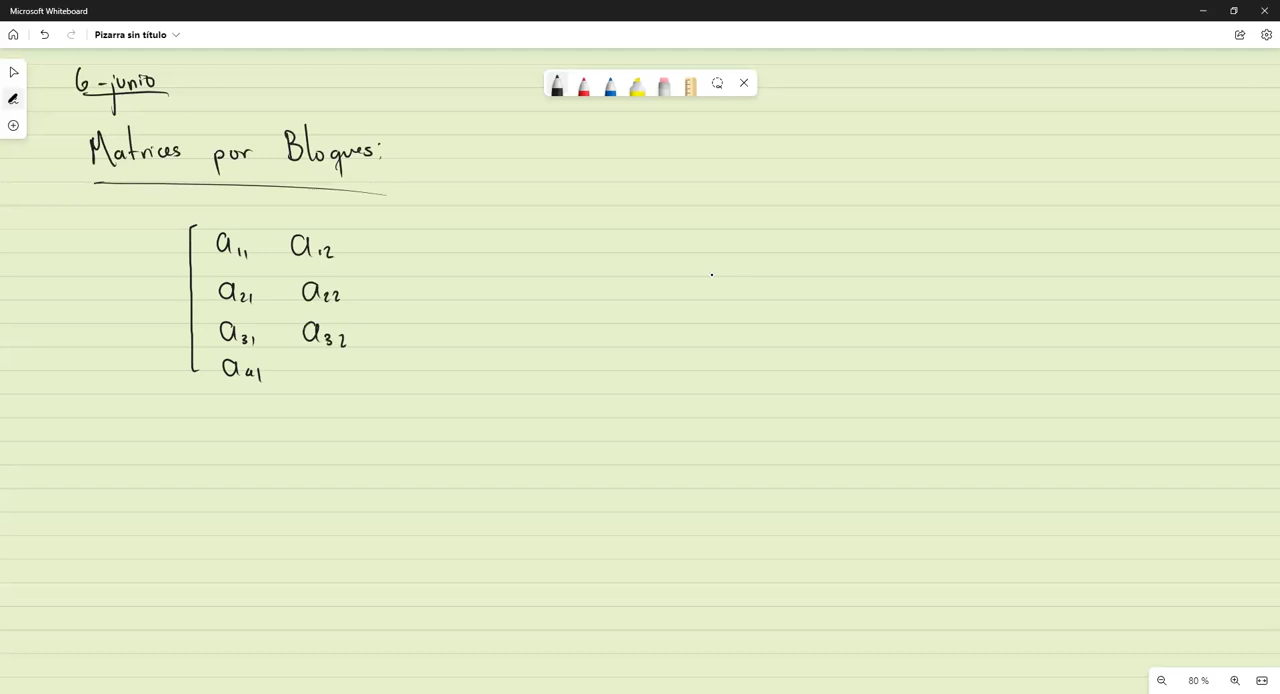 Microsoft Whiteboard
Pizarra sin título
6-junio
Matrices por Bloques:
a11 a12
a21 a22
a31 a32
a41
80 %